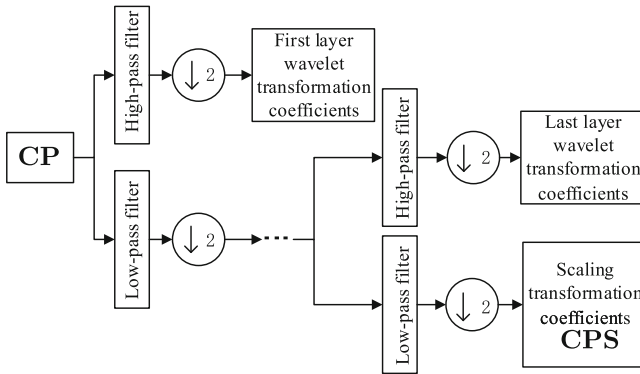 High-pass filter
↓ 2
First layer
wavelet
transformation
coefficients
CP
Low-pass filter
↓ 2
High-pass filter
↓ 2
Last layer
wavelet
transformation
coefficients
Low-pass filter
↓ 2
Scaling
transformation
coefficients
CPS